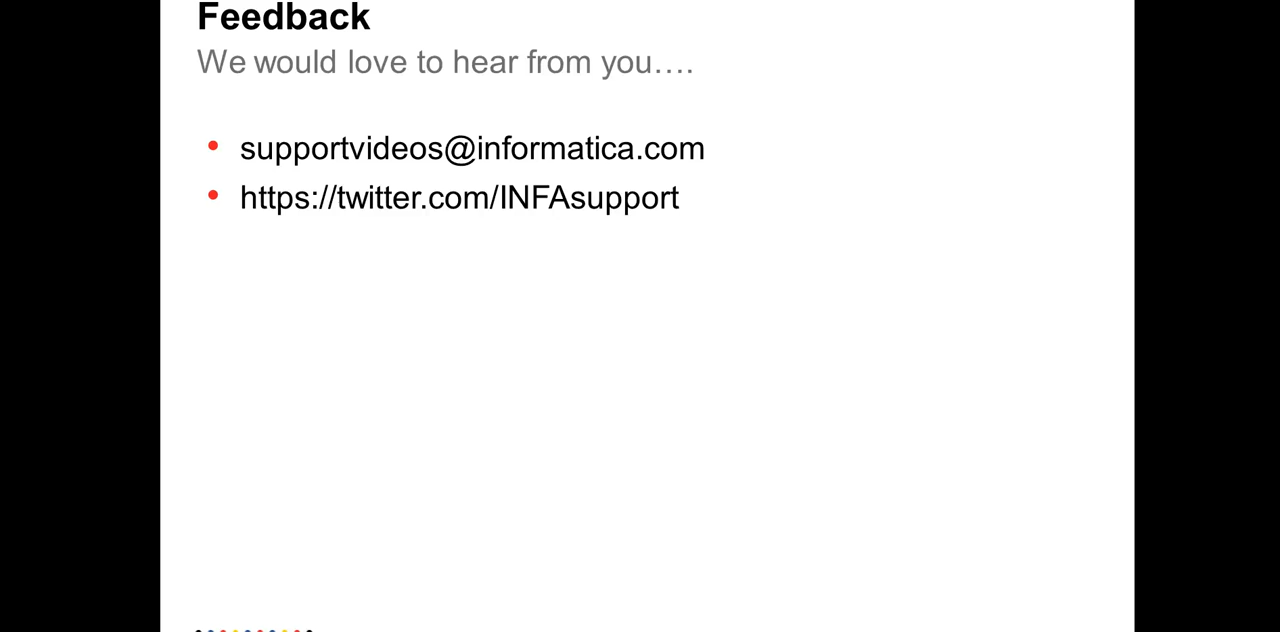 Feedback
We would love to hear from you….
supportvideos@informatica.com
https://twitter.com/INFAsupport